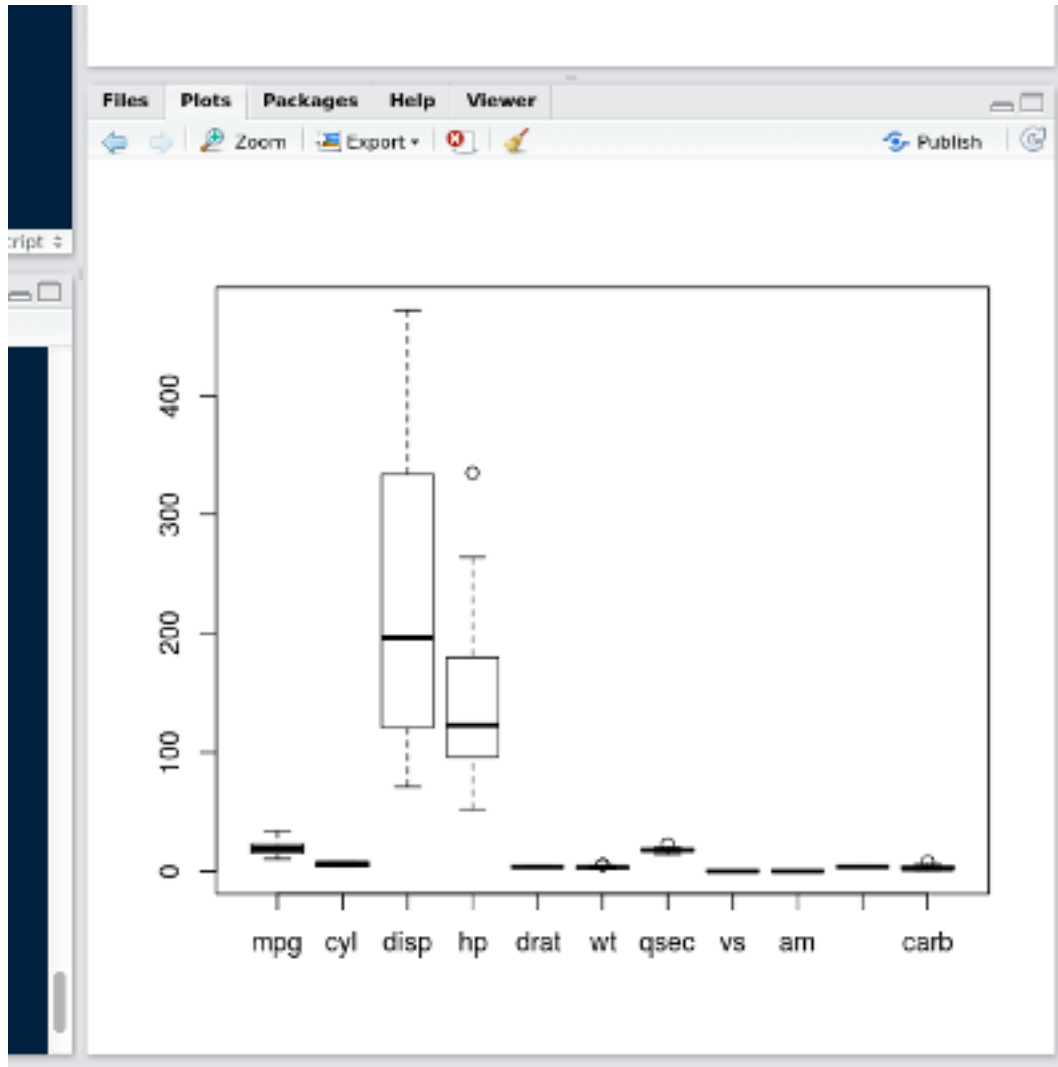 Files Plots Packages Help Viewer
Zoom Export Publish
cript
400
300
200
100
0
mpg cyl disp hp drat wt qsec vs am carb